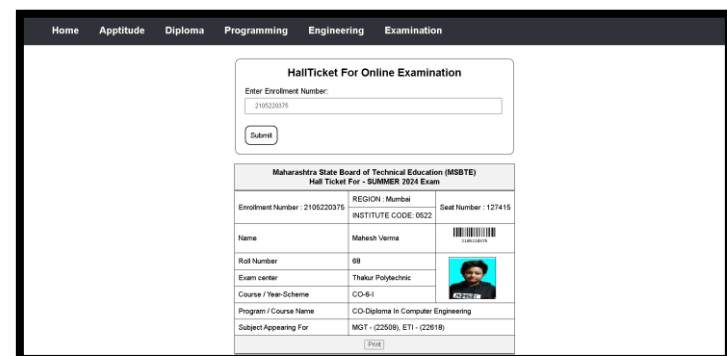 Home Apptitude Diploma Programming Engineering Examination
HallTicket For Online Examination
Enter Enrollment Number:
2105220375
Submit
Maharashtra State Board of Technical Education (MSBTE)
Hall Ticket For - SUMMER 2024 Exam
Enrollment Number : 2105220375
REGION : Mumbai
INSTITUTE CODE: 0522
Seat Number : 127415
Name Mahesh Verma
2105220375
Roll Number 68
Exam center Thakur Polytechnic
Course / Year-Scheme CO-6-I
Program / Course Name CO-Diploma In Computer Engineering
Subject Appearing For MGT - (22509), ETI - (22618)
Print